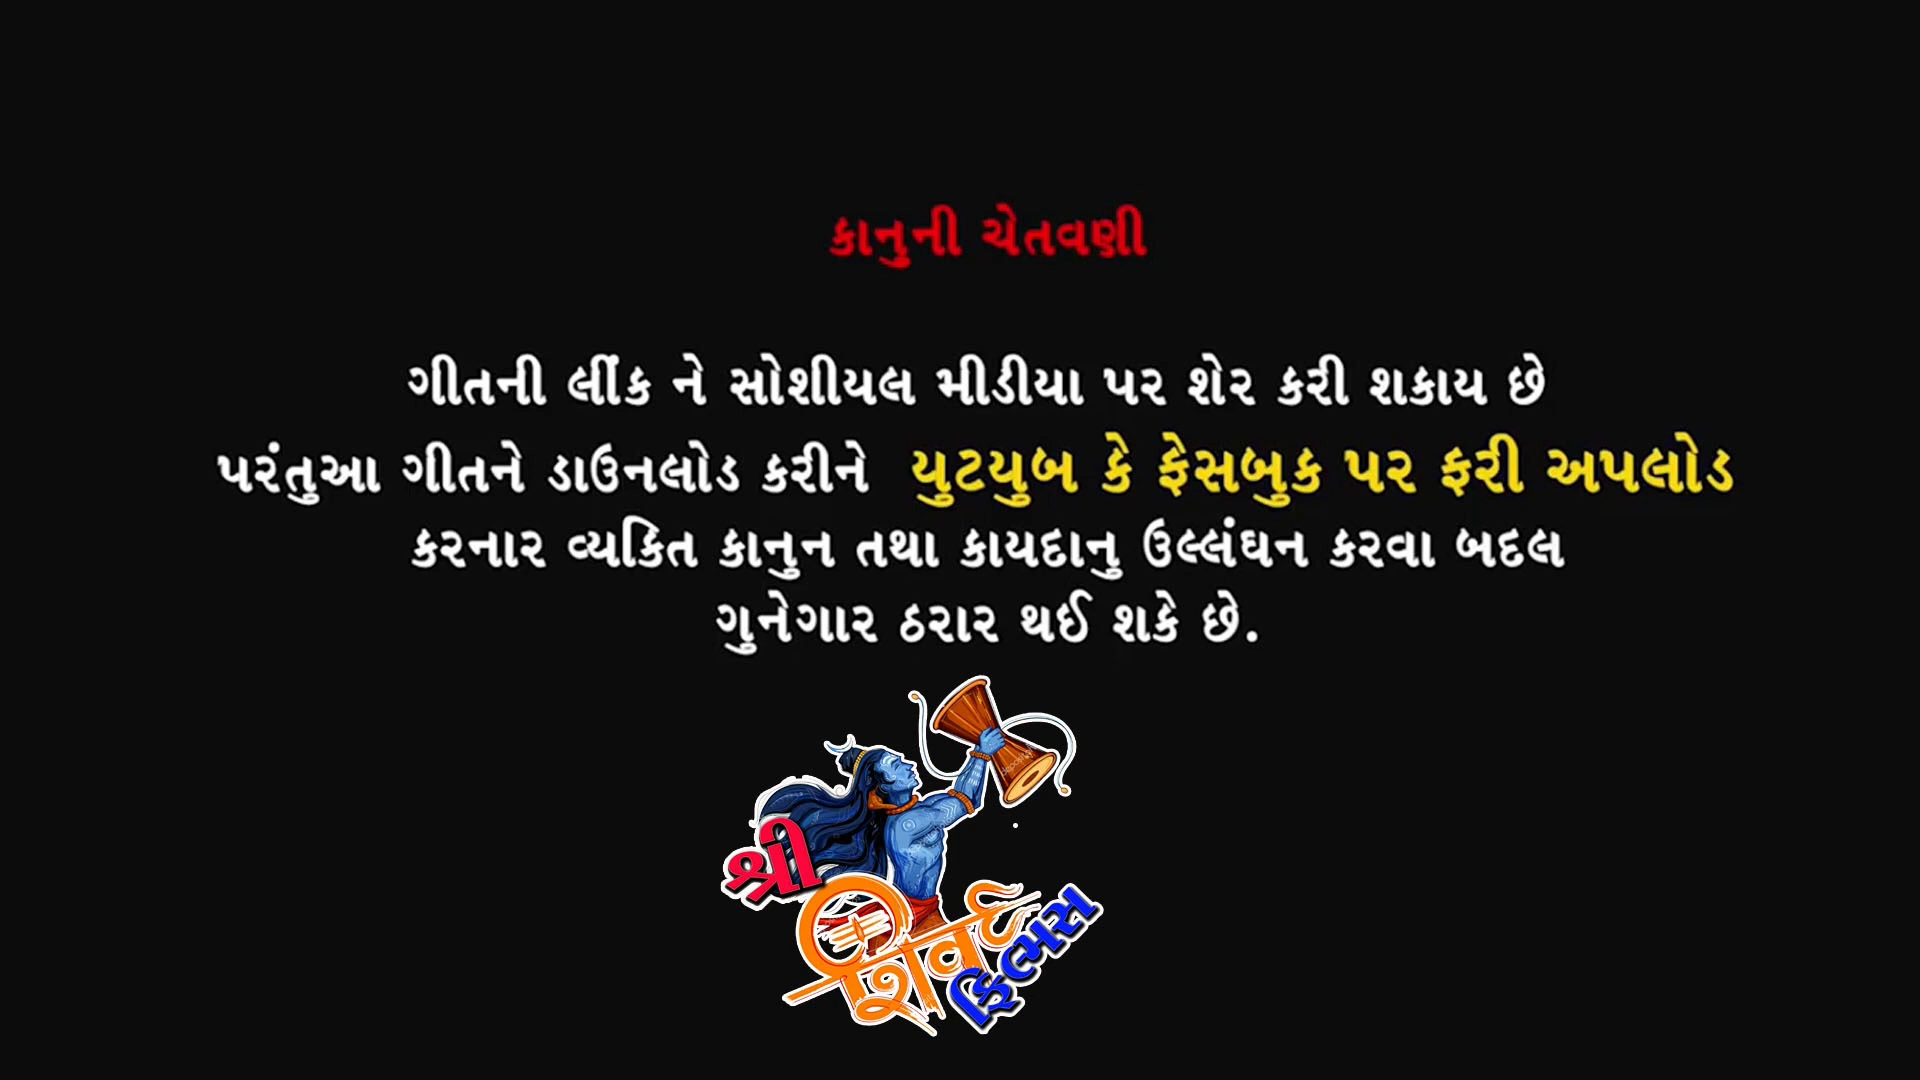 કાનુની ચેતવણી
ગીતની લીંક ને સોશીયલ મીડીયા પર શેર કરી શકાય છે
પરંતુઆ ગીતને ડાઉનલોડ કરીને યુટયુબ કે ફેસબુક પર ફરી અપલોડ
કરનાર વ્યકિત કાનુન તથા કાયદાનુ ઉલ્લંઘન કરવા બદલ
ગુનેગાર ઠરાર થઈ શકે છે.
શ્રી
ફિલ્મસ